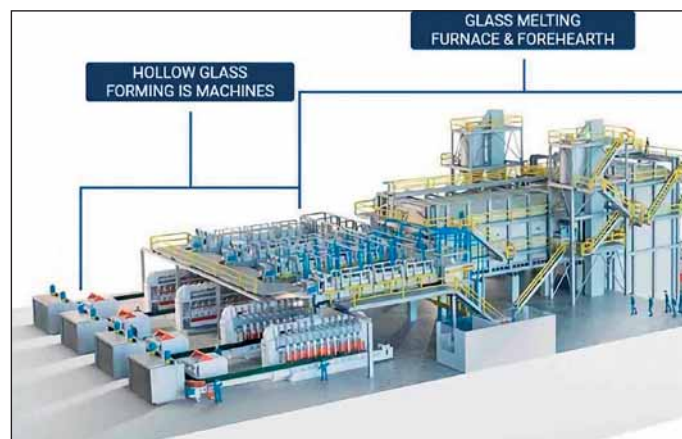 GLASS MELTING
FURNACE & FOREHEARTH
HOLLOW GLASS
FORMING IS MACHINES